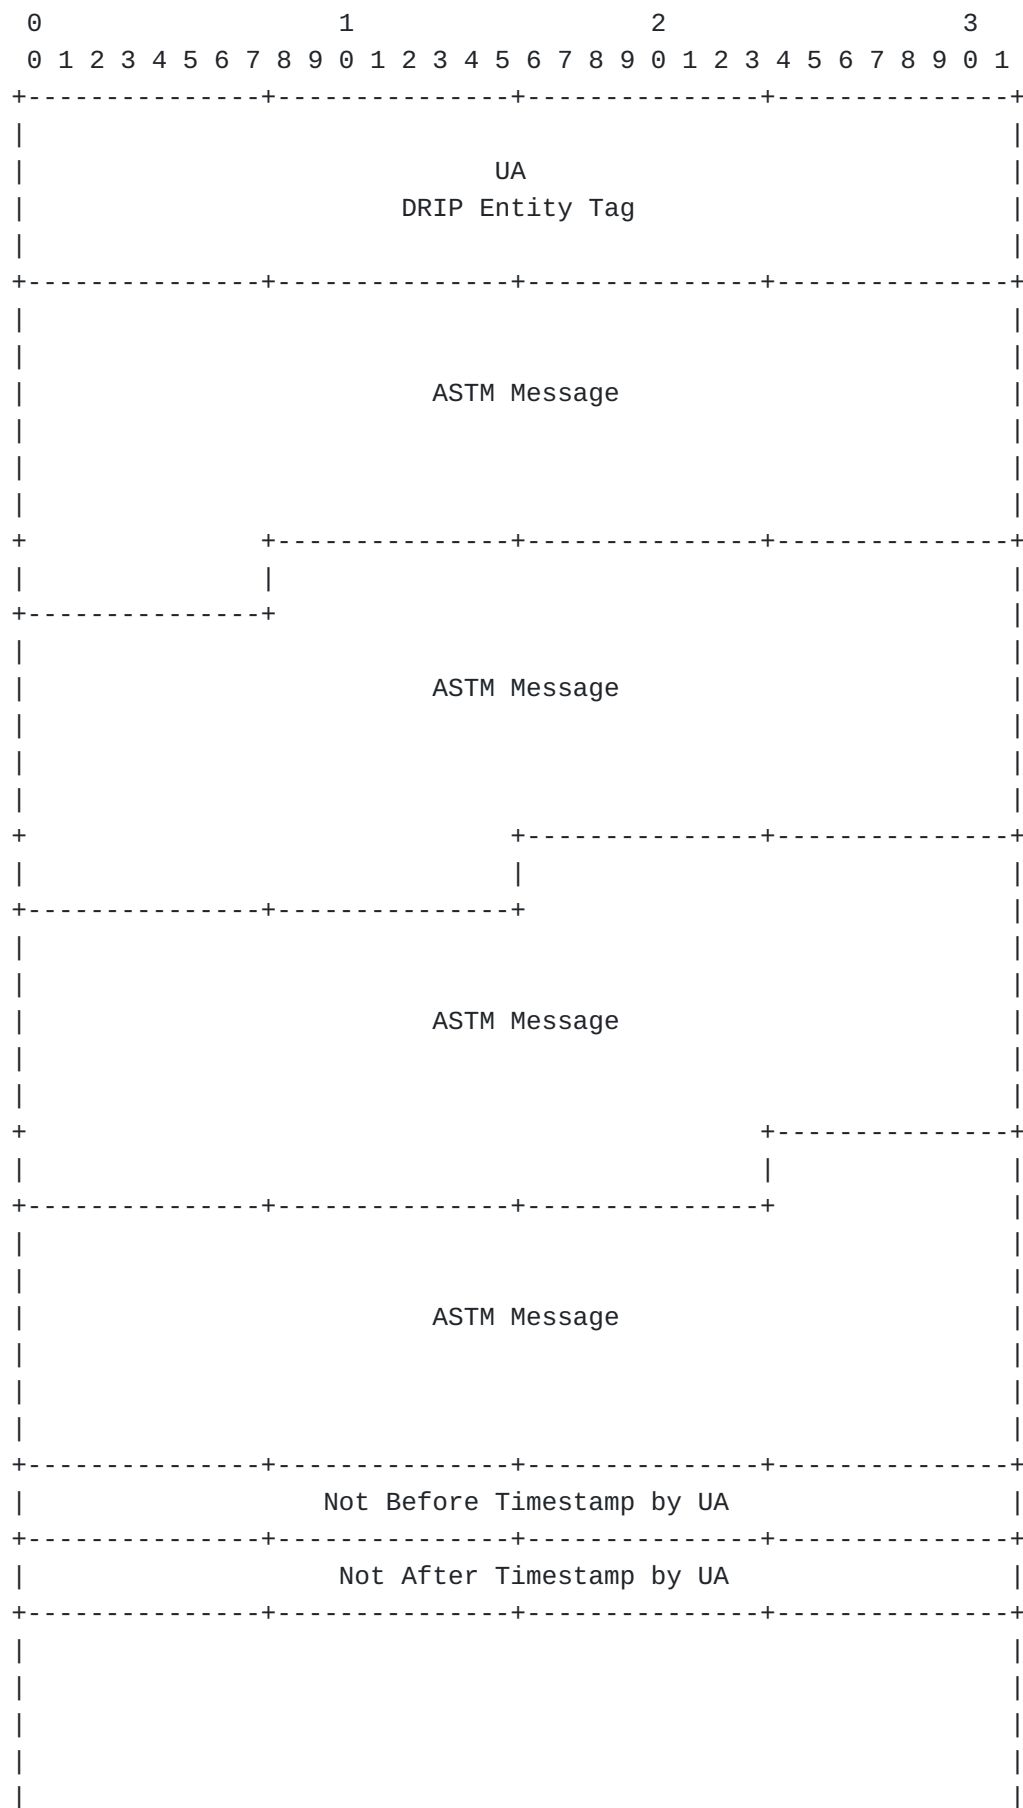 0                   1                   2                   3
 0 1 2 3 4 5 6 7 8 9 0 1 2 3 4 5 6 7 8 9 0 1 2 3 4 5 6 7 8 9 0 1
+---------------+---------------+---------------+---------------+
|                                                               |
|                              UA                               |
|                        DRIP Entity Tag                        |
|                                                               |
+---------------+---------------+---------------+---------------+
|                                                               |
|                                                               |
|                          ASTM Message                         |
|                                                               |
|                                                               |
|                                                               |
+               +---------------+---------------+---------------+
|               |                                               |
+---------------+                                               |
|                                                               |
|                          ASTM Message                         |
|                                                               |
|                                                               |
|                                                               |
+                               +---------------+---------------+
|                               |                               |
+---------------+---------------+                               |
|                                                               |
|                                                               |
|                          ASTM Message                         |
|                                                               |
|                                                               |
+                                               +---------------+
|                                               |               |
+---------------+---------------+---------------+               |
|                                                               |
|                                                               |
|                          ASTM Message                         |
|                                                               |
|                                                               |
|                                                               |
+---------------+---------------+---------------+---------------+
|                   Not Before Timestamp by UA                  |
+---------------+---------------+---------------+---------------+
|                    Not After Timestamp by UA                  |
+---------------+---------------+---------------+---------------+
|                                                               |
|                                                               |
|                                                               |
|                                                               |
|                                                               |